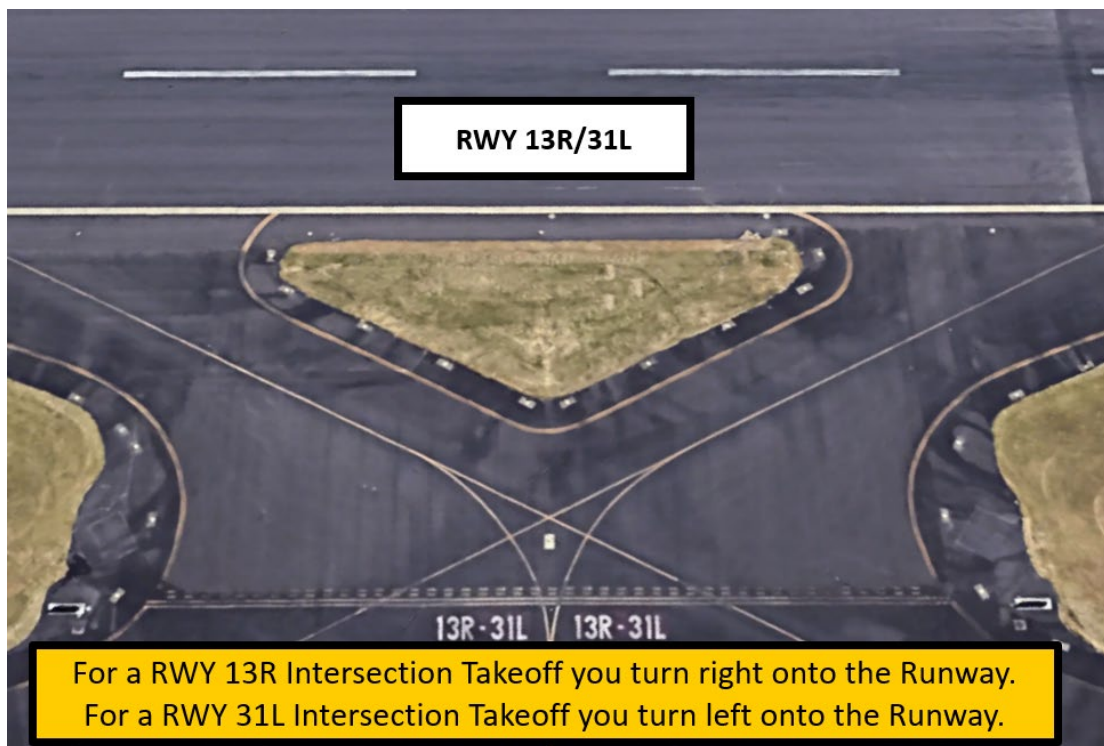 RWY 13R/31L
13R-31L 13R-31L
For a RWY 13R Intersection Takeoff you turn right onto the Runway.
For a RWY 31L Intersection Takeoff you turn left onto the Runway.